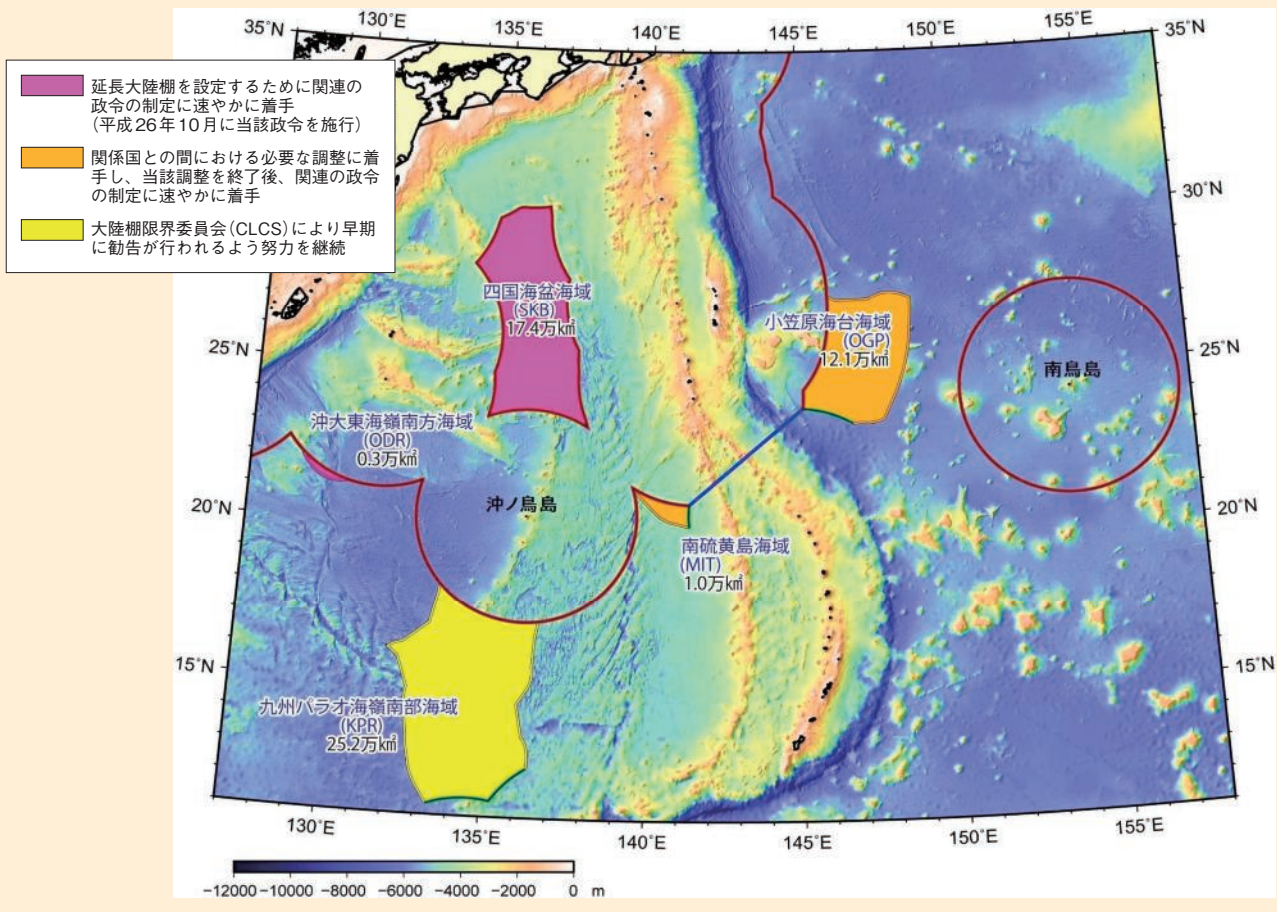 35˚N
130˚E
135˚E
140˚E
145˚E
150˚E
155˚E
35˚N
延長大陸棚を設定するために関連の
政令の制定に速やかに着手
(平成26年10月に当該政令を施行)
関係国との間における必要な調整に着
手し、当該調整を終了後、関連の政令
の制定に速やかに着手
大陸棚限界委員会(CLCS)により早期
に勧告が行われるよう努力を継続
30˚N
四国海盆海域
(SKB)
17.4万㎢
小笠原海台海域
(OGP)
12.1万㎢
25˚N
25˚N
南鳥島
沖大東海嶺南方海域
(ODR)
0.3万㎢
20˚N
沖ノ鳥島
20˚N
南硫黄島海域
(MIT)
1.0万㎢
15˚N
15˚N
九州パラオ海嶺南部海域
(KPR)
25.2万㎢
130˚E
135˚E
140˚E
145˚E
150˚E
155˚E
−12000 −10000 −8000 −6000 −4000 −2000 0 m